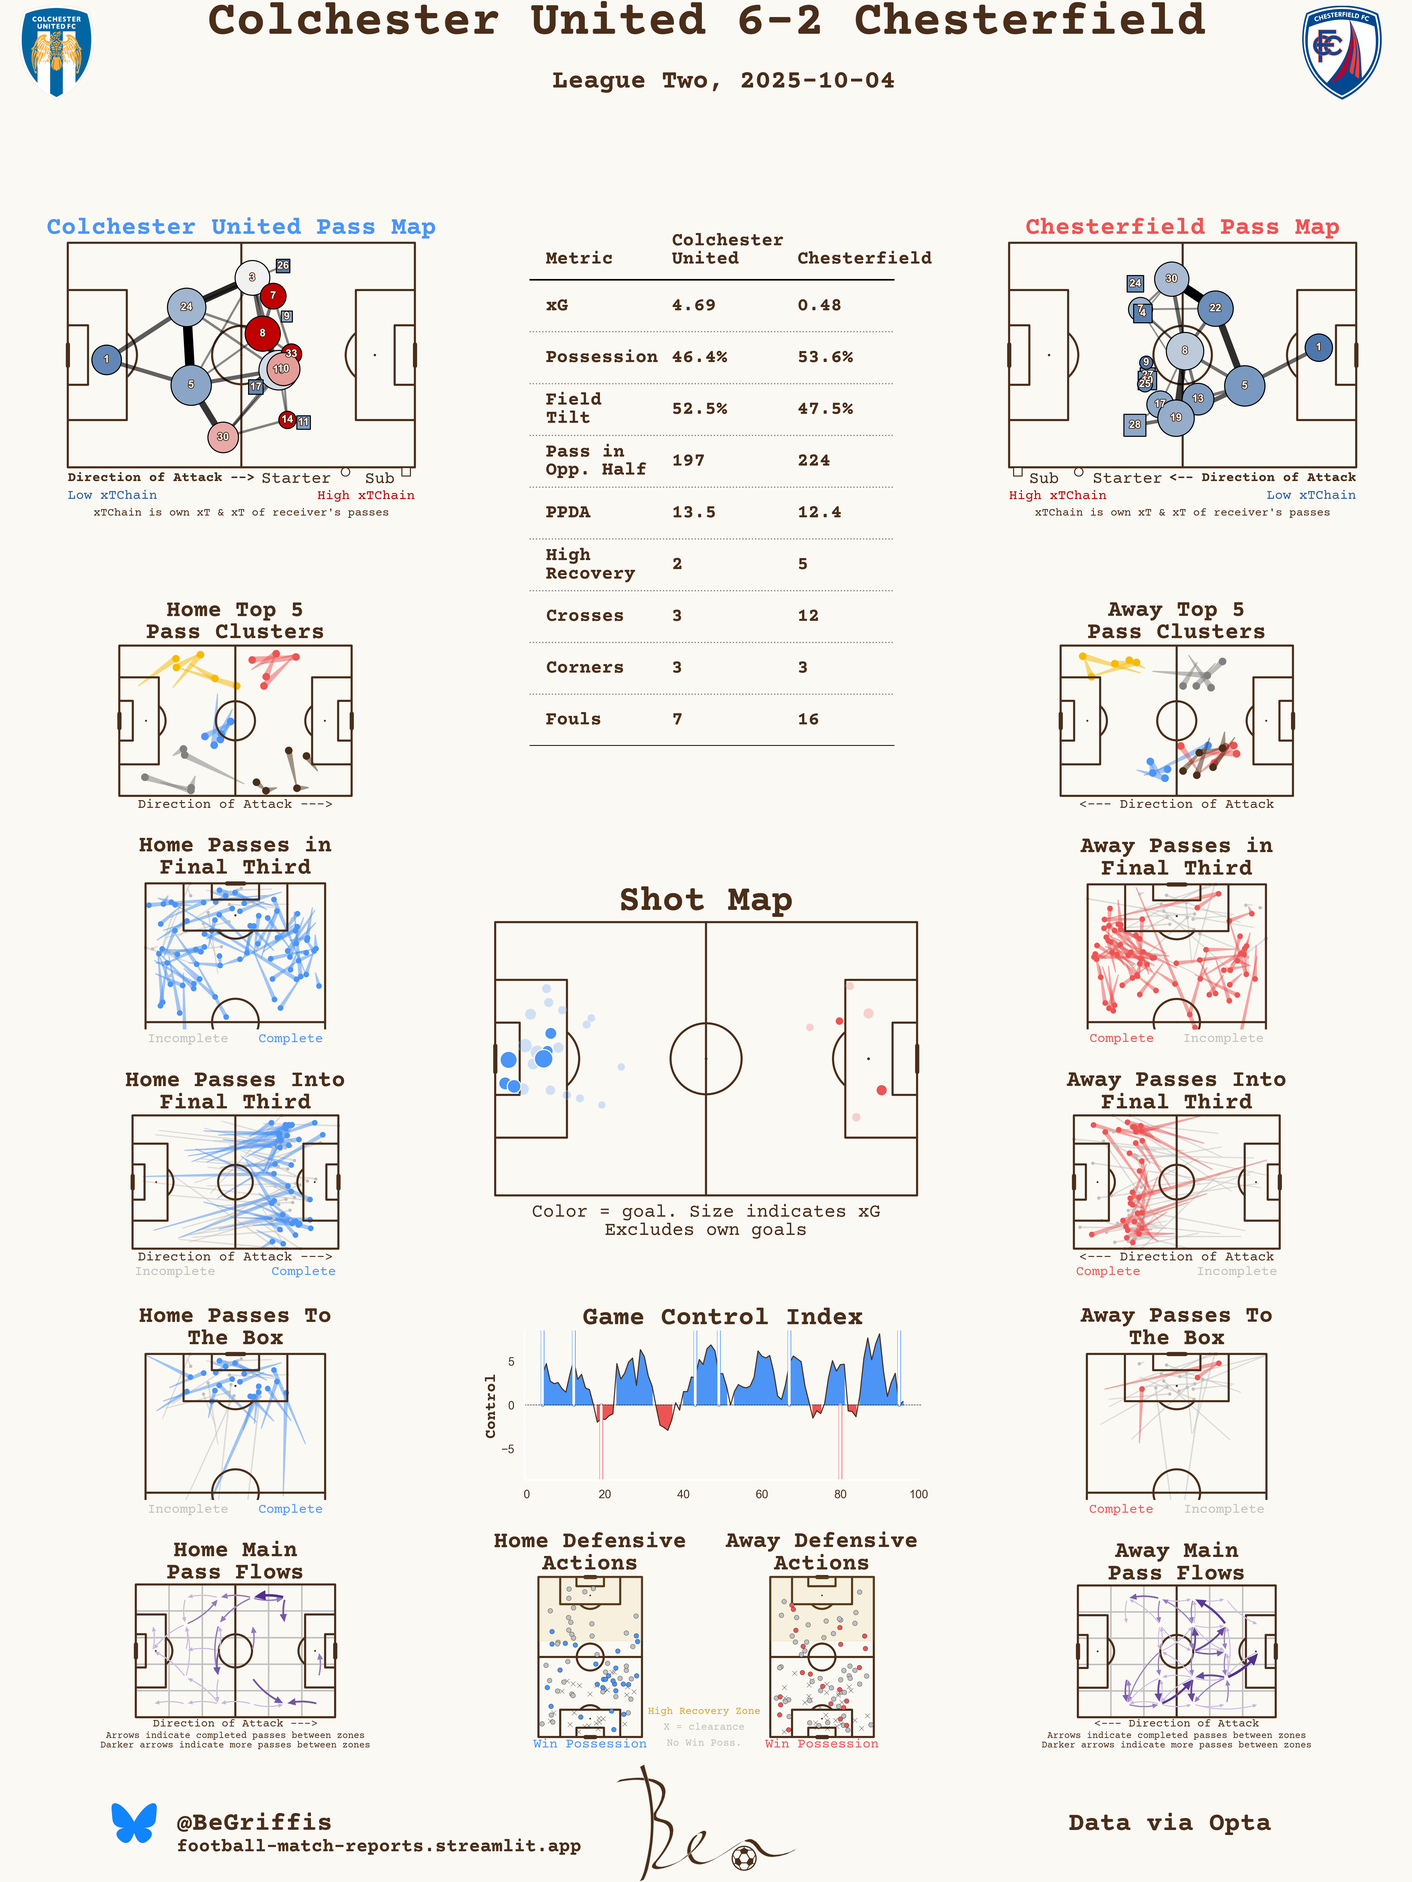 Colchester United 6-2 Chesterfield
League Two, 2025-10-04
COLCHESTER
UNITED FC
CHESTERFIELD FC
Colchester United Pass Map
26
3
7
24
9
8
33
1
110
5
17
14
11
30
Direction of Attack --> Starter Sub
Low xTChain High xTChain
xTChain is own xT & xT of receiver's passes
Metric Colchester United Chesterfield
xG 4.69 0.48
Possession 46.4% 53.6%
Field Tilt 52.5% 47.5%
Pass in Opp. Half 197 224
PPDA 13.5 12.4
High Recovery 2 5
Crosses 3 12
Corners 3 3
Fouls 7 16
Chesterfield Pass Map
30
24
7
4
22
8
1
9
27
25
5
13
17
19
28
Sub Starter <-- Direction of Attack
High xTChain Low xTChain
xTChain is own xT & xT of receiver's passes
Home Top 5
Pass Clusters
Direction of Attack --->
Away Top 5
Pass Clusters
<--- Direction of Attack
Home Passes in
Final Third
Incomplete Complete
Away Passes in
Final Third
Complete Incomplete
Shot Map
Color = goal. Size indicates xG
Excludes own goals
Home Passes Into
Final Third
Direction of Attack --->
Incomplete Complete
Away Passes Into
Final Third
<--- Direction of Attack
Complete Incomplete
Home Passes To
The Box
Incomplete Complete
Game Control Index
Control
5
0
−5
0 20 40 60 80 100
Away Passes To
The Box
Complete Incomplete
Home Main
Pass Flows
Direction of Attack --->
Arrows indicate completed passes between zones
Darker arrows indicate more passes between zones
Home Defensive
Actions
Win Possession
High Recovery Zone
X = clearance
No Win Poss.
Away Defensive
Actions
Win Possession
Away Main
Pass Flows
<--- Direction of Attack
Arrows indicate completed passes between zones
Darker arrows indicate more passes between zones
@BeGriffis
football-match-reports.streamlit.app
Ben
Data via Opta